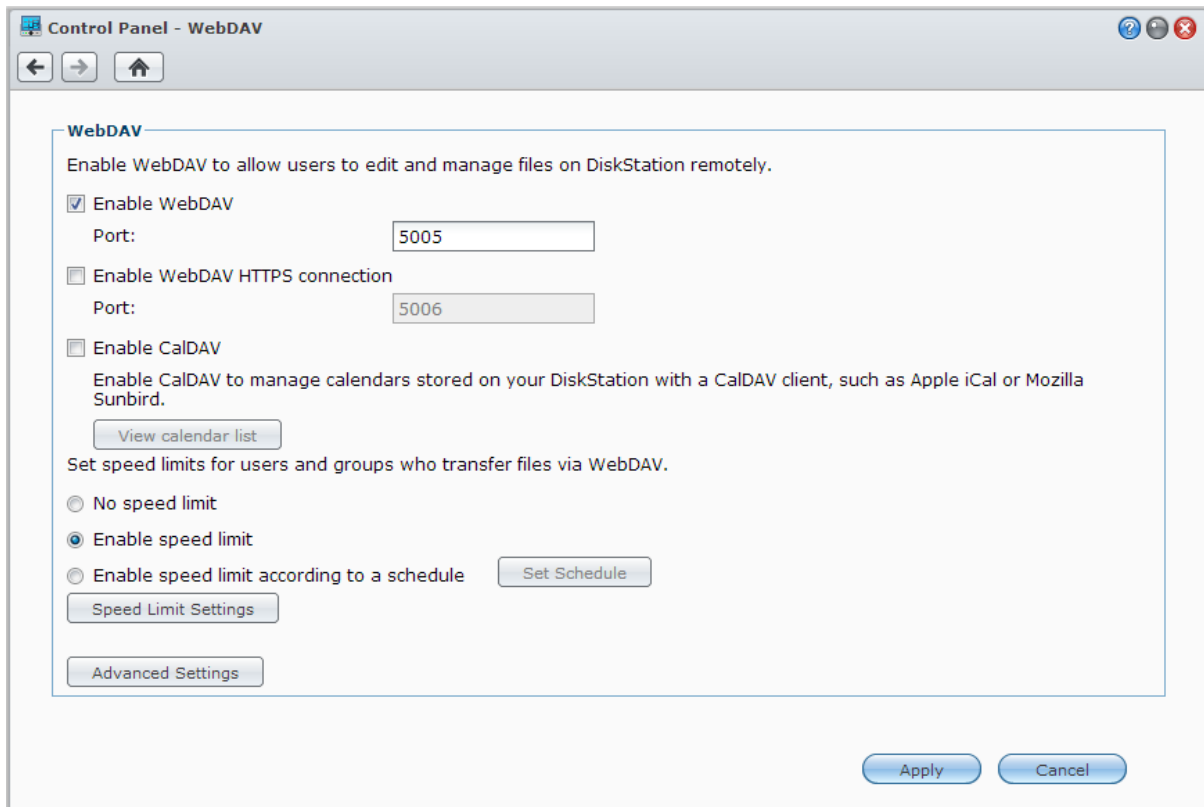 Control Panel - WebDAV
WebDAV
Enable WebDAV to allow users to edit and manage files on DiskStation remotely.
Enable WebDAV
Port: 5005
Enable WebDAV HTTPS connection
Port: 5006
Enable CalDAV
Enable CalDAV to manage calendars stored on your DiskStation with a CalDAV client, such as Apple iCal or Mozilla
Sunbird.
View calendar list
Set speed limits for users and groups who transfer files via WebDAV.
No speed limit
Enable speed limit
Enable speed limit according to a schedule Set Schedule
Speed Limit Settings
Advanced Settings
Apply Cancel